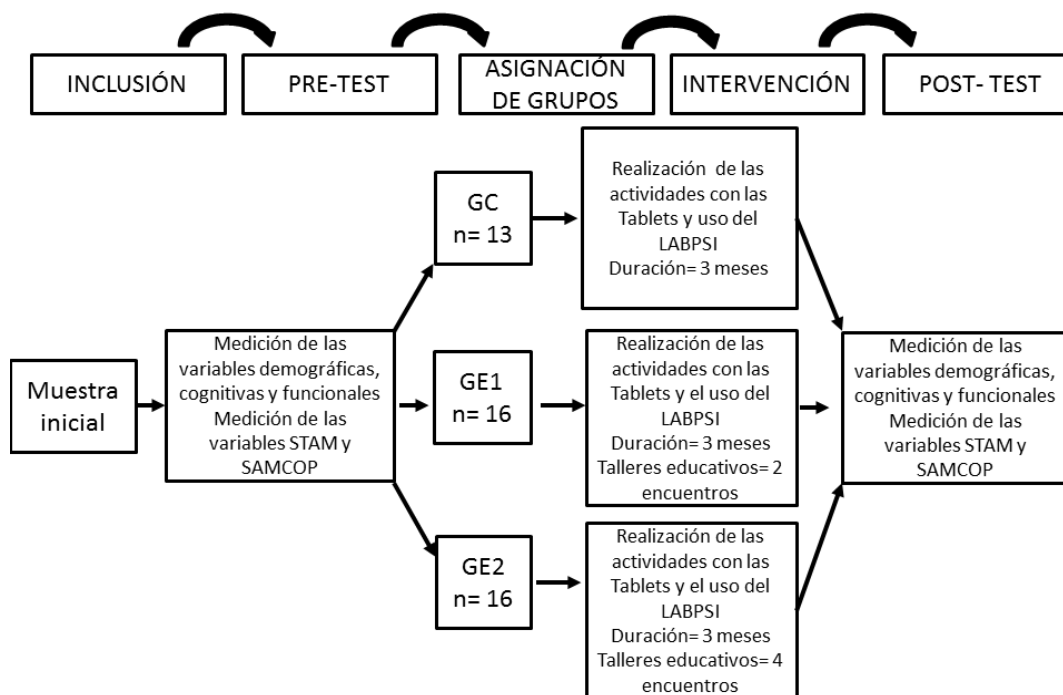 INCLUSIÓN
PRE-TEST
ASIGNACIÓN
DE GRUPOS
INTERVENCIÓN
POST- TEST
Muestra
inicial
Medición de las
variables demográficas,
cognitivas y funcionales
Medición de las
variables STAM y
SAMCOP
GC
n= 13
Realización de las
actividades con las
Tablets y uso del
LABPSI
Duración= 3 meses
GE1
n= 16
Realización de las
actividades con las
Tablets y el uso del
LABPSI
Duración= 3 meses
Talleres educativos= 2
encuentros
GE2
n= 16
Realización de las
actividades con las
Tablets y el uso del
LABPSI
Duración= 3 meses
Talleres educativos= 4
encuentros
Medición de las
variables demográficas,
cognitivas y funcionales
Medición de las
variables STAM y
SAMCOP